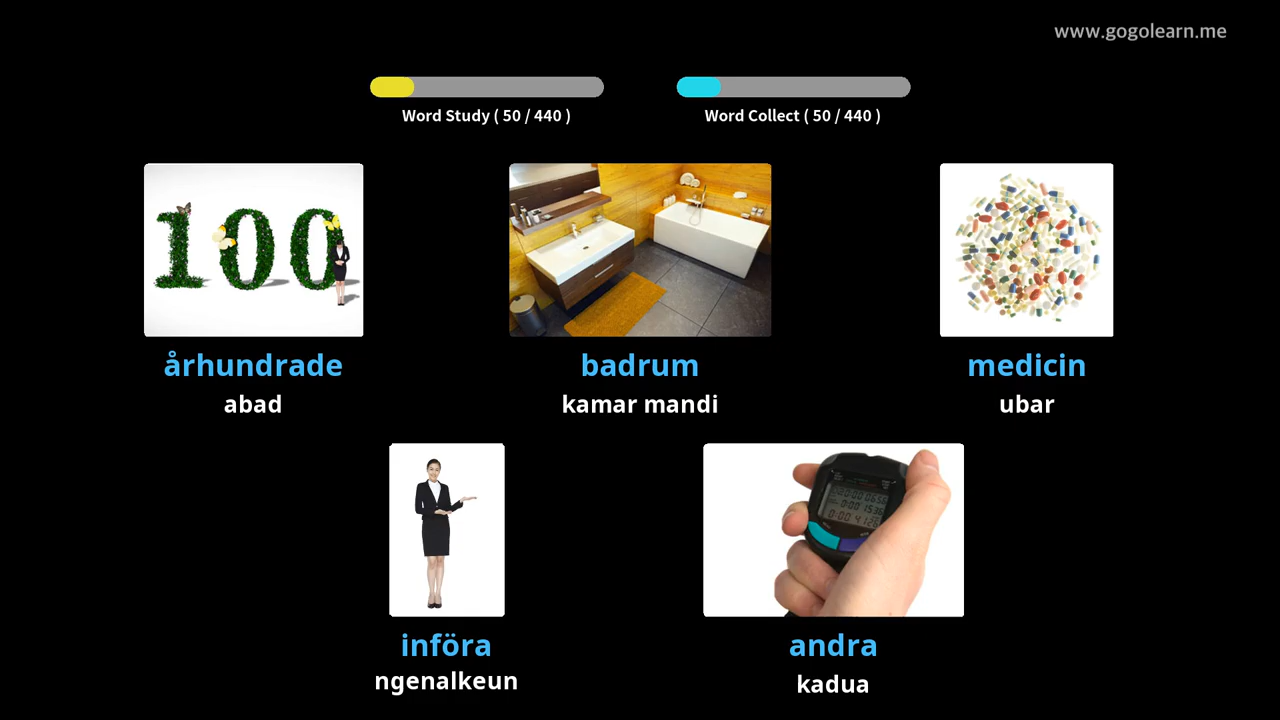 www.gogolearn.me
Word Study ( 50 / 440 )
Word Collect ( 50 / 440 )
100
århundrade
abad
badrum
kamar mandi
medicin
ubar
införa
ngenalkeun
andra
kadua